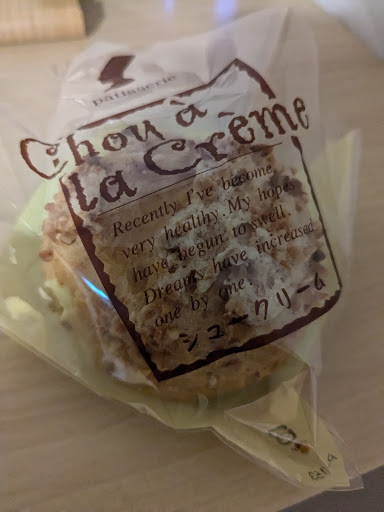 pâtisserie
Chou à
la Crème
Recently I've become
very healthy. My hopes
have begun to swell.
Dreams have increased
one by one.
シュークリーム